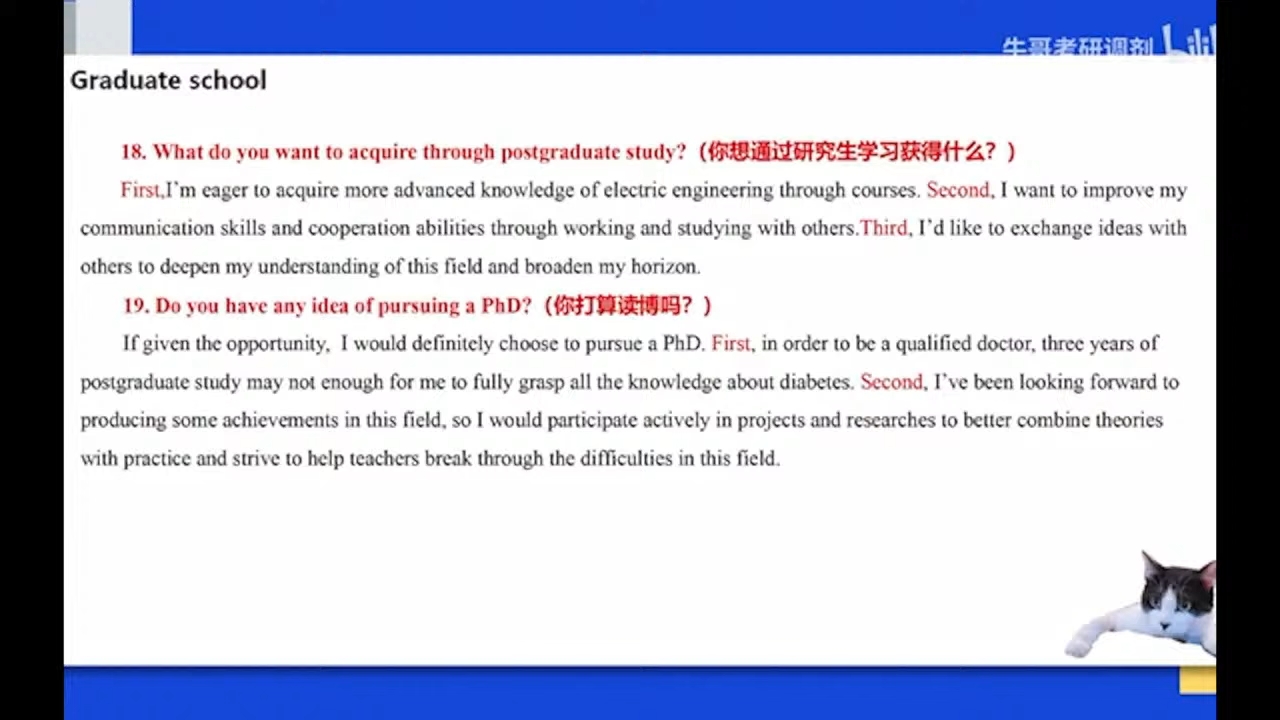 牛哥考研调剂 bilibili
Graduate school
18. What do you want to acquire through postgraduate study?（你想通过研究生学习获得什么？）
First,I'm eager to acquire more advanced knowledge of electric engineering through courses. Second, I want to improve my
communication skills and cooperation abilities through working and studying with others.Third, I'd like to exchange ideas with
others to deepen my understanding of this field and broaden my horizon.
19. Do you have any idea of pursuing a PhD?（你打算读博吗？）
If given the opportunity, I would definitely choose to pursue a PhD. First, in order to be a qualified doctor, three years of
postgraduate study may not enough for me to fully grasp all the knowledge about diabetes. Second, I've been looking forward to
producing some achievements in this field, so I would participate actively in projects and researches to better combine theories
with practice and strive to help teachers break through the difficulties in this field.